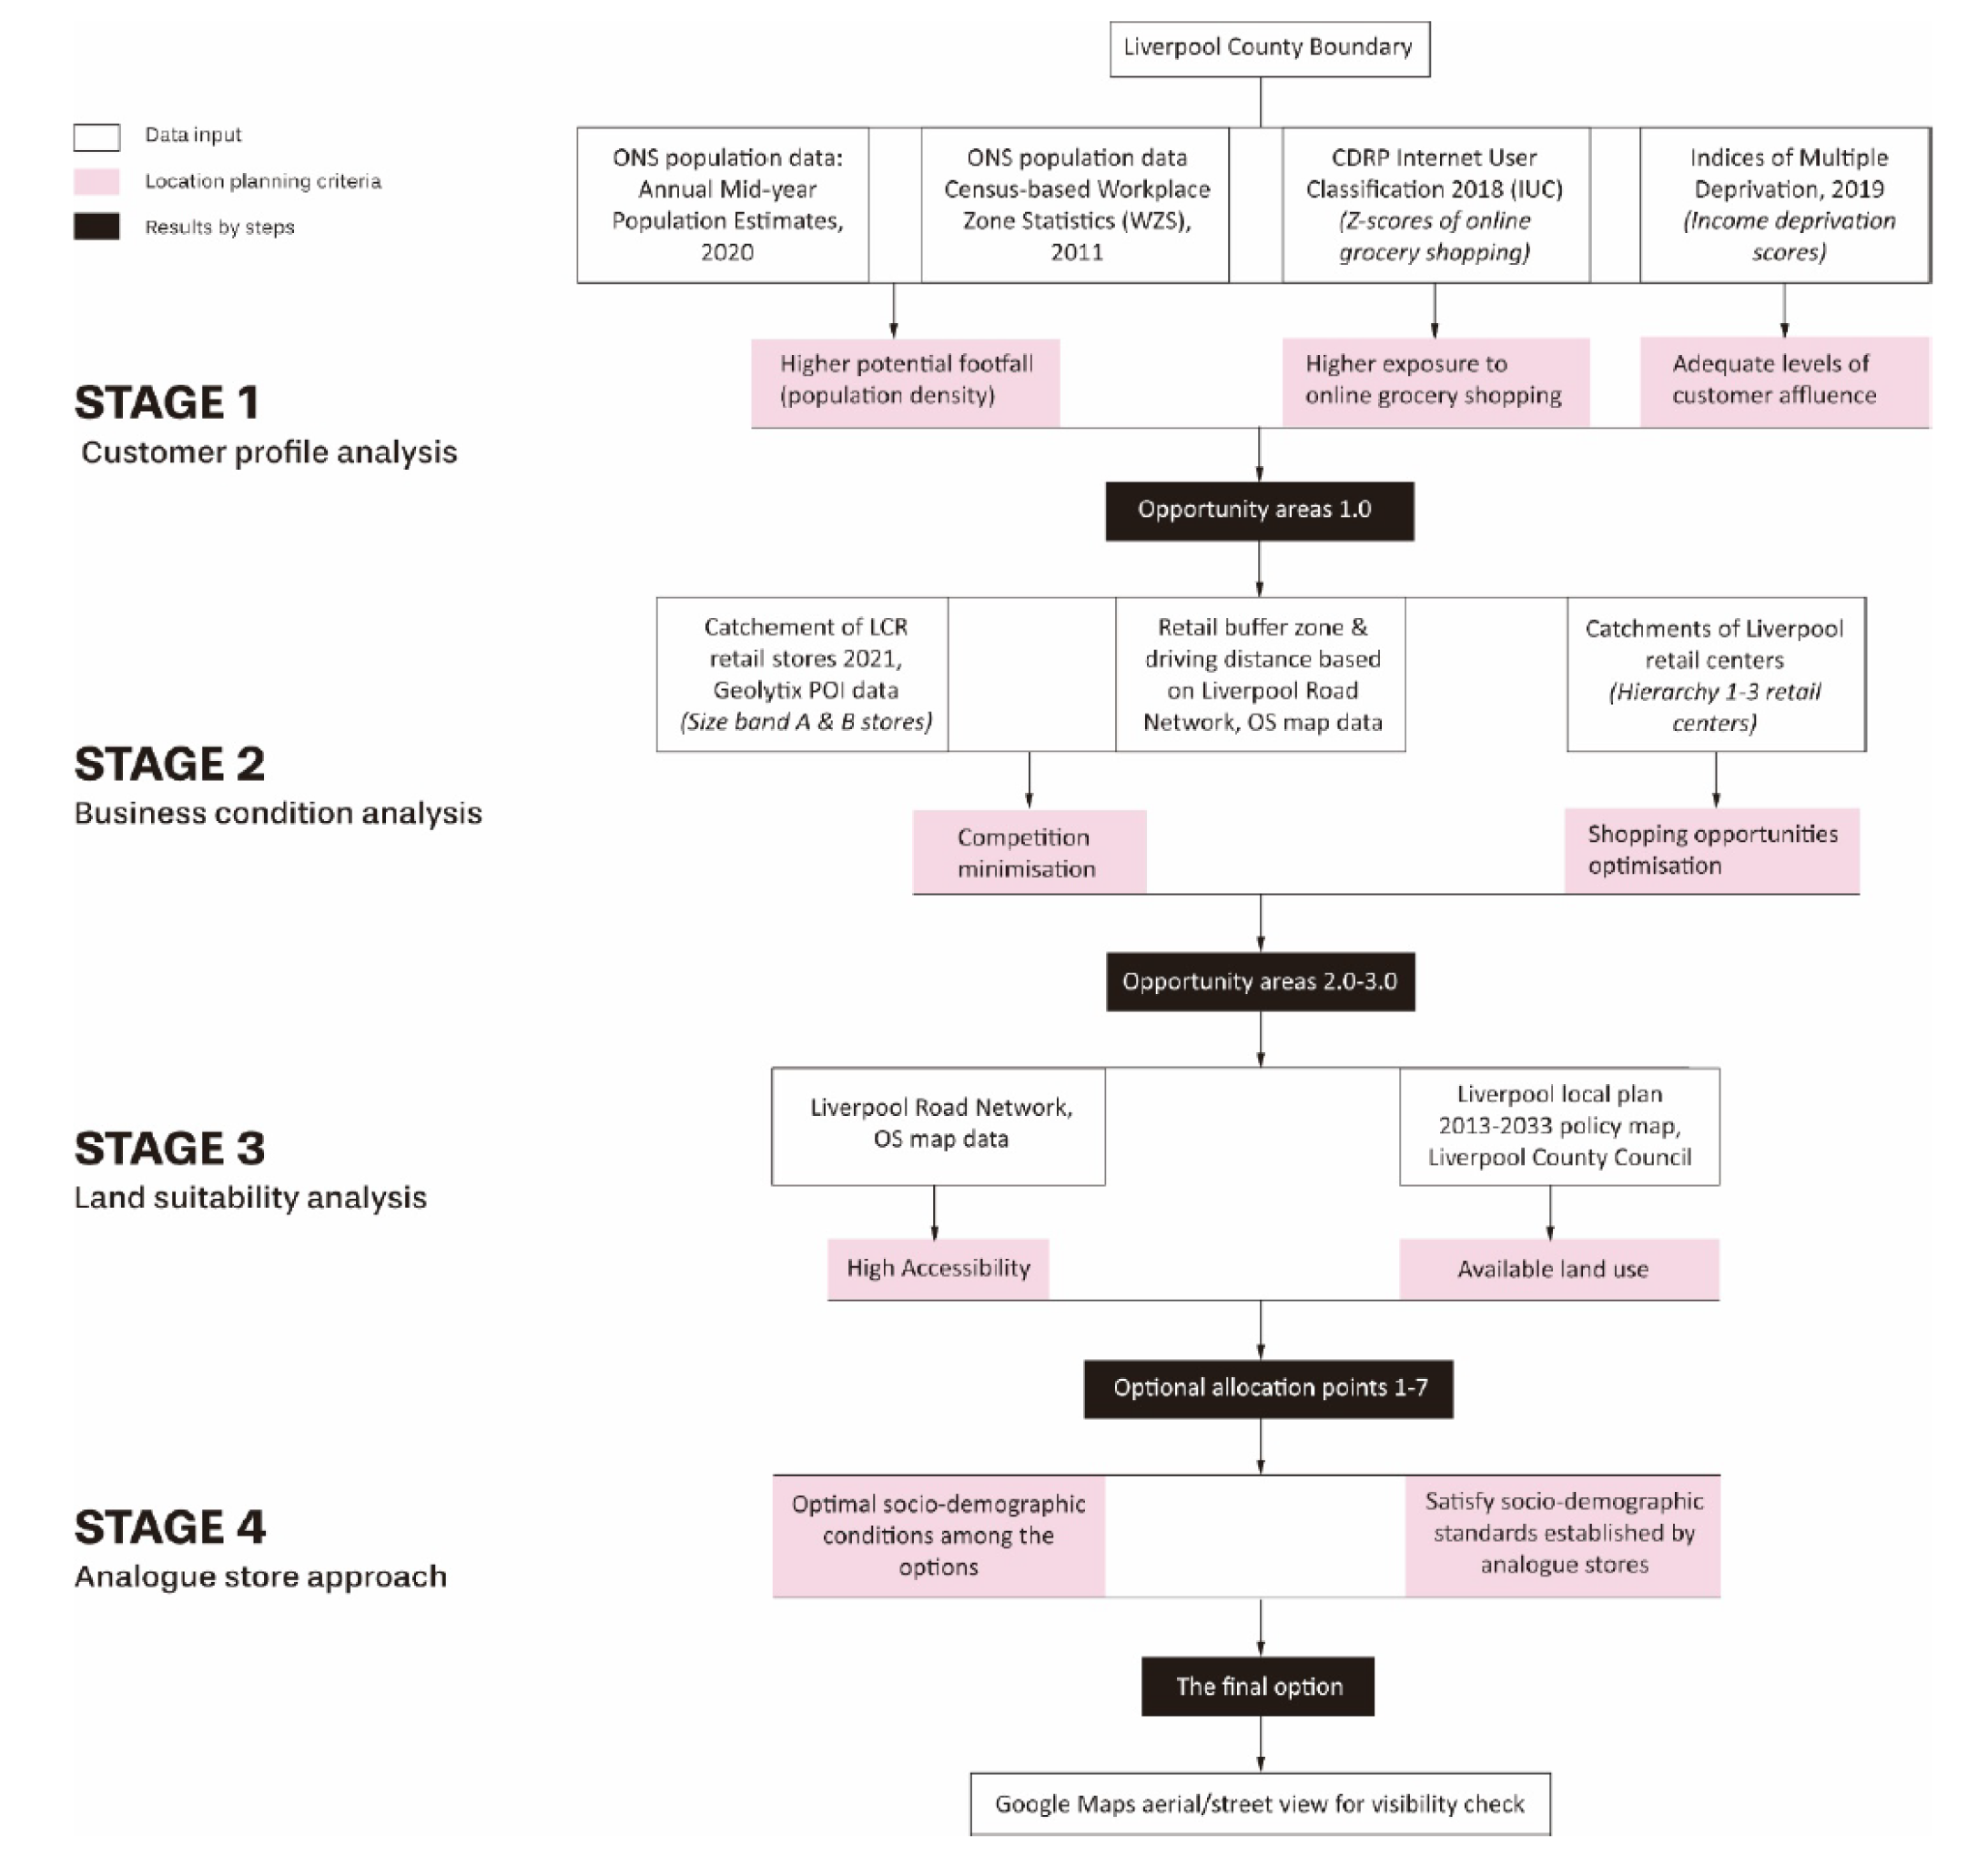 Liverpool County Boundary
Data input
Location planning criteria
Results by steps
ONS population data:
Annual Mid-year
Population Estimates,
2020
ONS population data
Census-based Workplace
Zone Statistics (WZS),
2011
CDRP Internet User
Classification 2018 (IUC)
(Z-scores of online
grocery shopping)
Indices of Multiple
Deprivation, 2019
(Income deprivation
scores)
STAGE 1
Customer profile analysis
Higher potential footfall
(population density)
Higher exposure to
online grocery shopping
Adequate levels of
customer affluence
Opportunity areas 1.0
STAGE 2
Business condition analysis
Catchement of LCR
retail stores 2021,
Geolytix POI data
(Size band A & B stores)
Retail buffer zone &
driving distance based
on Liverpool Road
Network, OS map data
Catchments of Liverpool
retail centers
(Hierarchy 1-3 retail
centers)
Competition
minimisation
Shopping opportunities
optimisation
Opportunity areas 2.0-3.0
STAGE 3
Land suitability analysis
Liverpool Road Network,
OS map data
Liverpool local plan
2013-2033 policy map,
Liverpool County Council
High Accessibility
Available land use
Optional allocation points 1-7
STAGE 4
Analogue store approach
Optimal socio-demographic
conditions among the
options
Satisfy socio-demographic
standards established by
analogue stores
The final option
Google Maps aerial/street view for visibility check